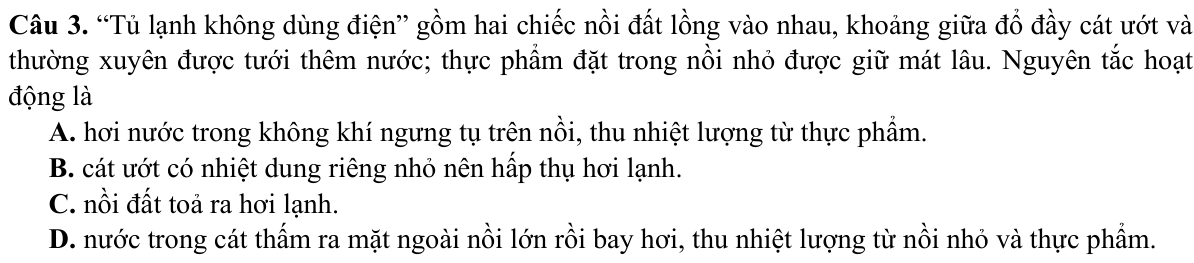 Câu 3. “Tủ lạnh không dùng điện” gồm hai chiếc nồi đất lồng vào nhau, khoảng giữa đổ đầy cát ướt và
thường xuyên được tưới thêm nước; thực phẩm đặt trong nồi nhỏ được giữ mát lâu. Nguyên tắc hoạt
động là
A. hơi nước trong không khí ngưng tụ trên nồi, thu nhiệt lượng từ thực phẩm.
B. cát ướt có nhiệt dung riêng nhỏ nên hấp thụ hơi lạnh.
C. nồi đất toả ra hơi lạnh.
D. nước trong cát thấm ra mặt ngoài nồi lớn rồi bay hơi, thu nhiệt lượng từ nồi nhỏ và thực phẩm.